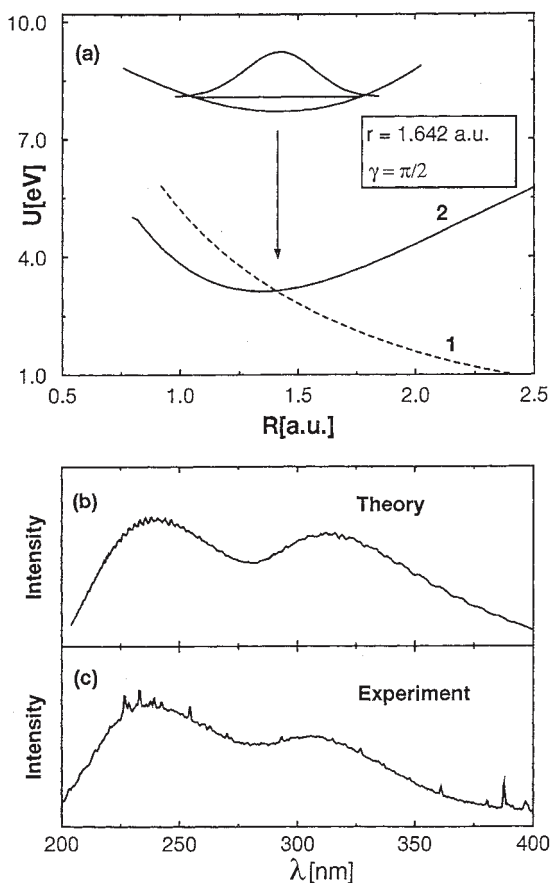 10.0
(a)
r = 1.642 a.u.
γ = π/2
7.0
U[eV]
2
4.0
1
1.0
0.5
1.0
1.5
2.0
2.5
R[a.u.]
(b)
Theory
Intensity
(c)
Experiment
Intensity
200
250
300
350
400
λ[nm]